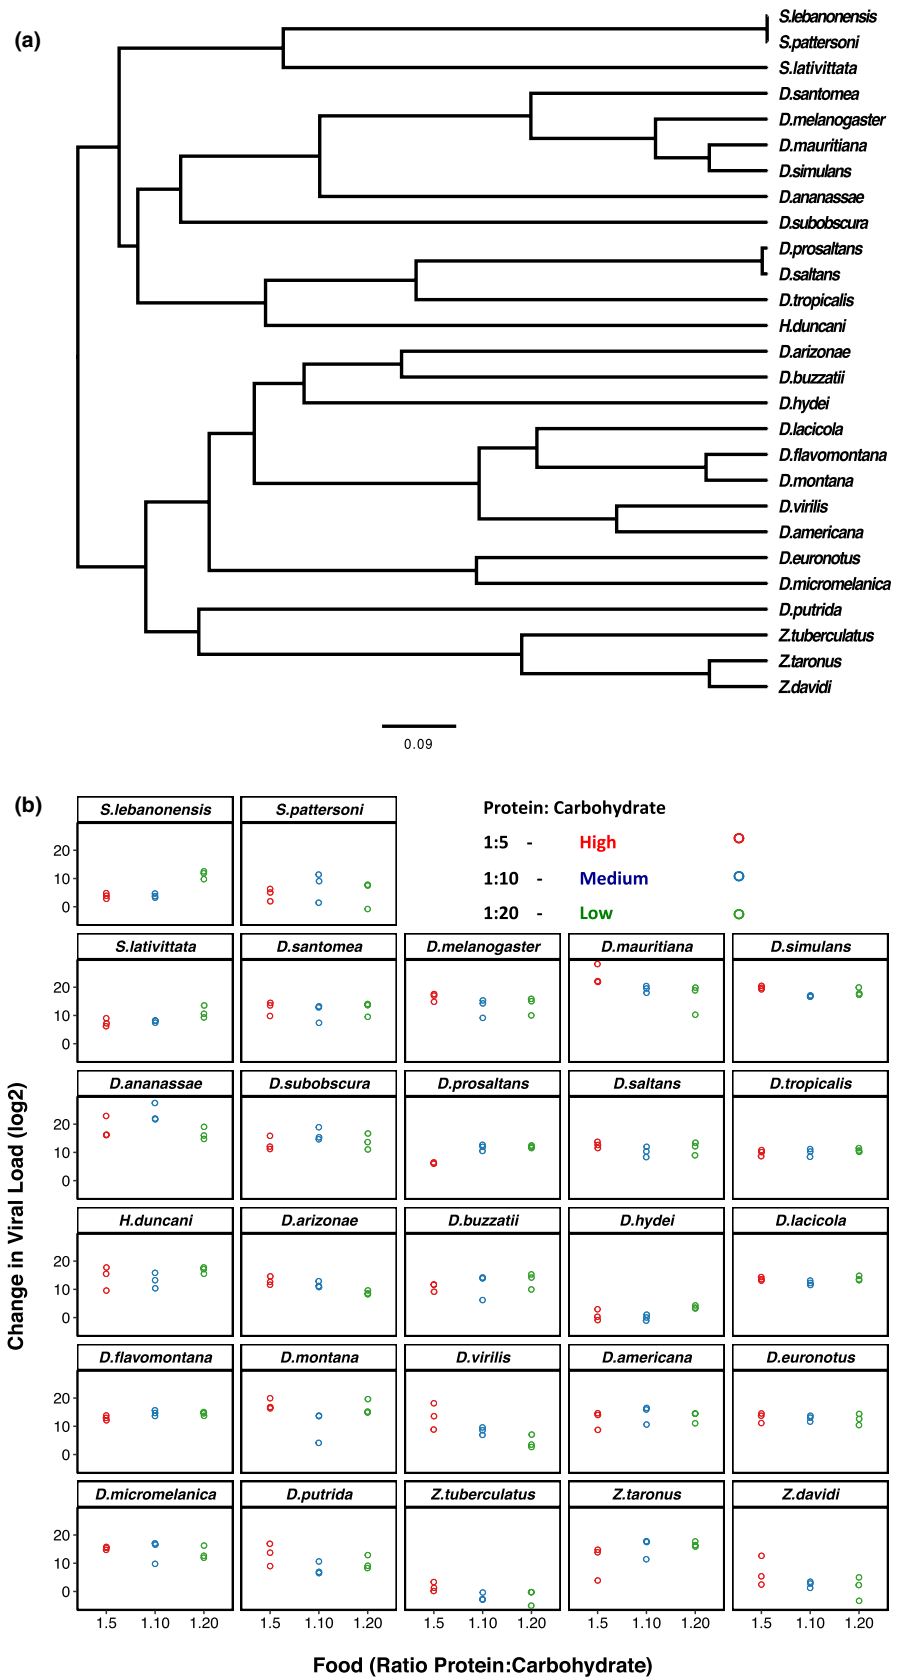 (a)
S.lebanonensis
S.pattersoni
S.lativittata
D.santomea
D.melanogaster
D.mauritiana
D.simulans
D.ananassae
D.subobscura
D.prosaltans
D.saltans
D.tropicalis
H.duncani
D.arizonae
D.buzzatii
D.hydei
D.lacicola
D.flavomontana
D.montana
D.virilis
D.americana
D.euronotus
D.micromelanica
D.putrida
Z.tuberculatus
Z.taronus
Z.davidi
0.09
(b)
Protein: Carbohydrate
1:5 - High
1:10 - Medium
1:20 - Low
S.lebanonensis S.pattersoni
20
10
0
S.lativittata D.santomea D.melanogaster D.mauritiana D.simulans
20
10
0
D.ananassae D.subobscura D.prosaltans D.saltans D.tropicalis
20
10
0
H.duncani D.arizonae D.buzzatii D.hydei D.lacicola
20
10
0
D.flavomontana D.montana D.virilis D.americana D.euronotus
20
10
0
D.micromelanica D.putrida Z.tuberculatus Z.taronus Z.davidi
20
10
0
1.5 1.10 1.20 1.5 1.10 1.20 1.5 1.10 1.20 1.5 1.10 1.20 1.5 1.10 1.20
Change in Viral Load (log2)
Food (Ratio Protein:Carbohydrate)